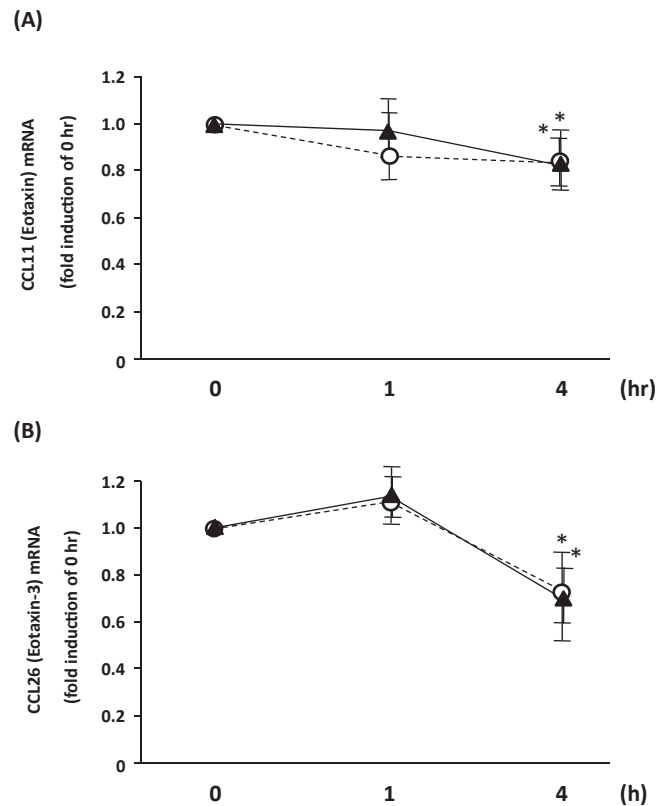 (A)
CCL11 (Eotaxin) mRNA
(fold induction of 0 hr)
1.2
1.0
0.8
0.6
0.4
0.2
0
* *
0 1 4 (hr)
(B)
CCL26 (Eotaxin-3) mRNA
(fold induction of 0 hr)
1.2
1.0
0.8
0.6
0.4
0.2
0
* *
0 1 4 (h)